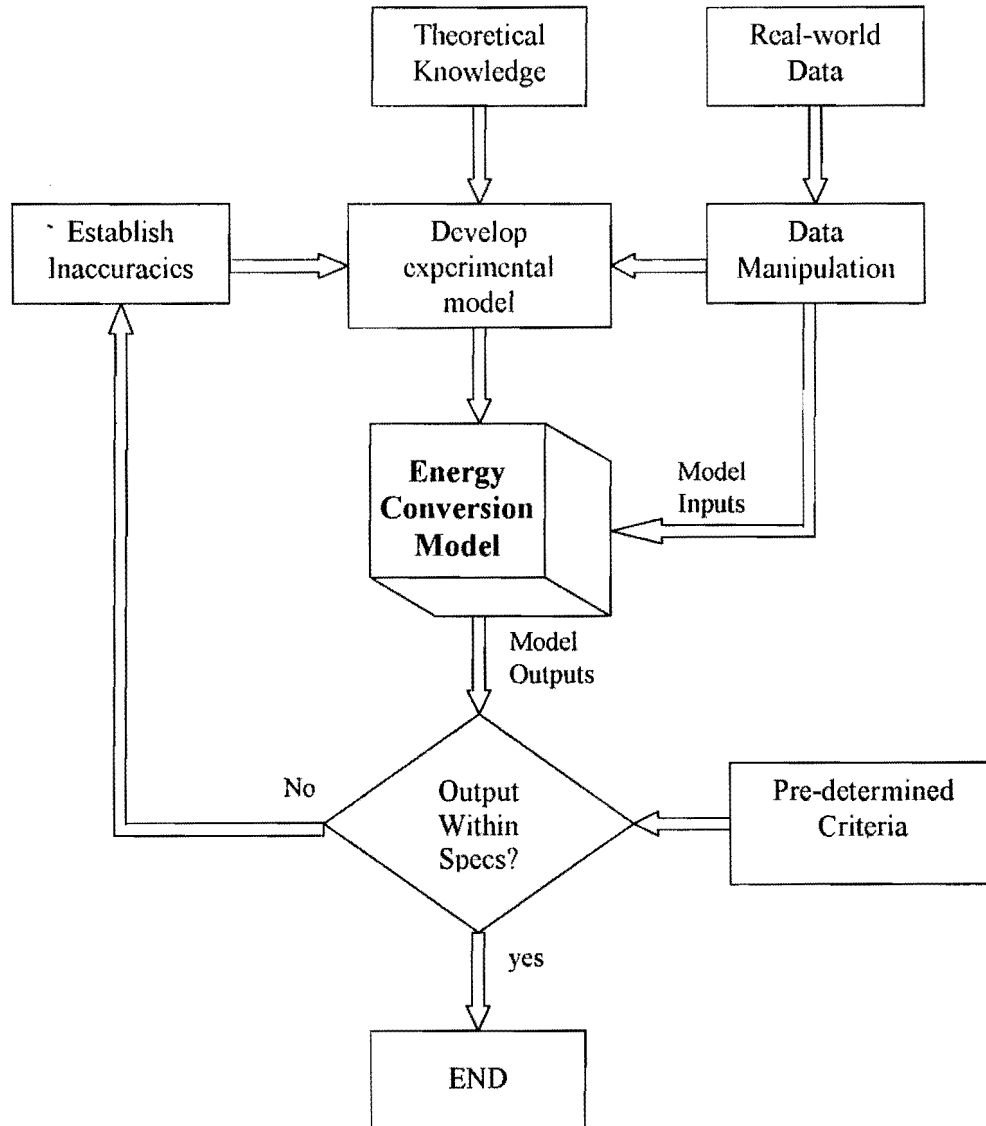 Theoretical
Knowledge
Real-world
Data
Establish
Inaccuracies
Develop
experimental
model
Data
Manipulation
Energy
Conversion
Model
Model
Inputs
Model
Outputs
No
Output
Within
Specs?
Pre-determined
Criteria
yes
END